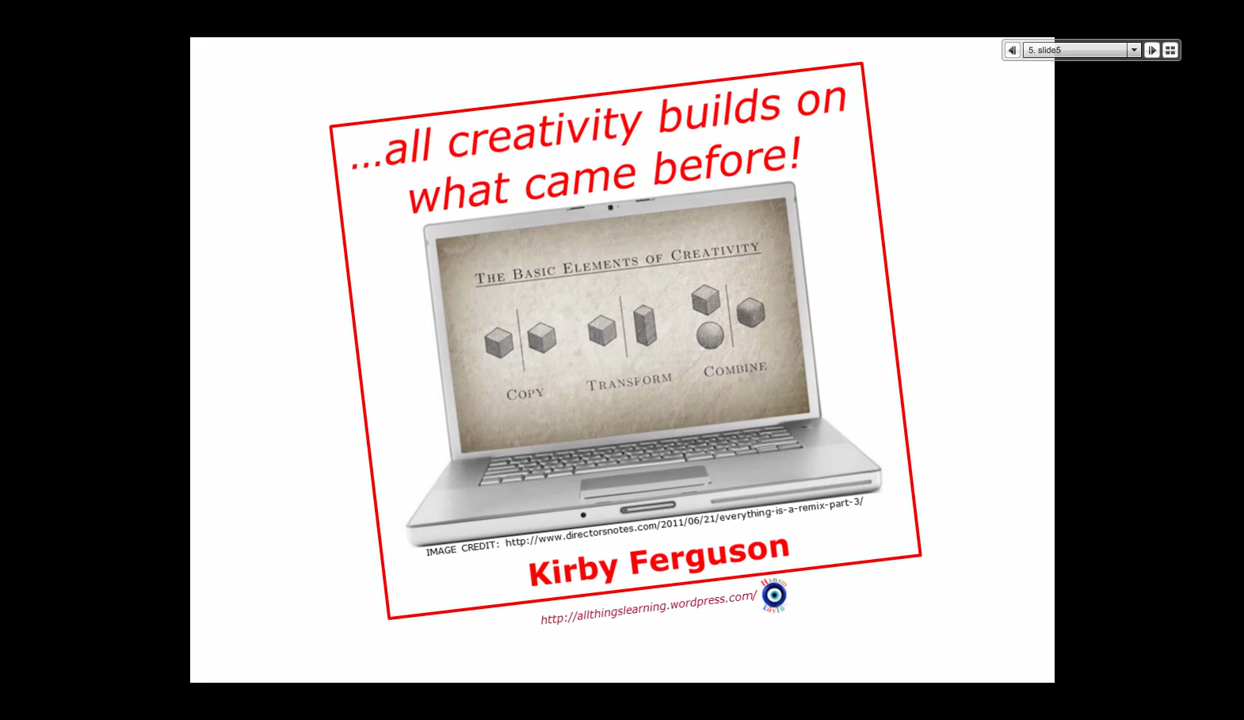 5. slide5
...all creativity builds on
what came before!
THE BASIC ELEMENTS OF CREATIVITY
COPY
TRANSFORM
COMBINE
IMAGE CREDIT: http://www.directorsnotes.com/2011/06/21/everything-is-a-remix-part-3/
Kirby Ferguson
http://allthingslearning.wordpress.com/